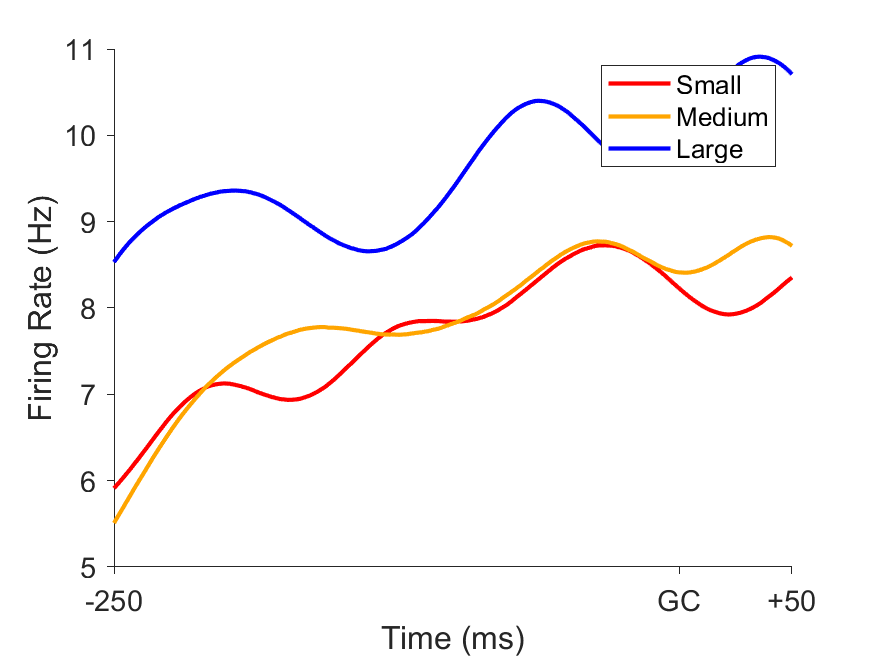 11
10
9
8
7
6
5
Firing Rate (Hz)
Small
Medium
Large
-250
GC
+50
Time (ms)